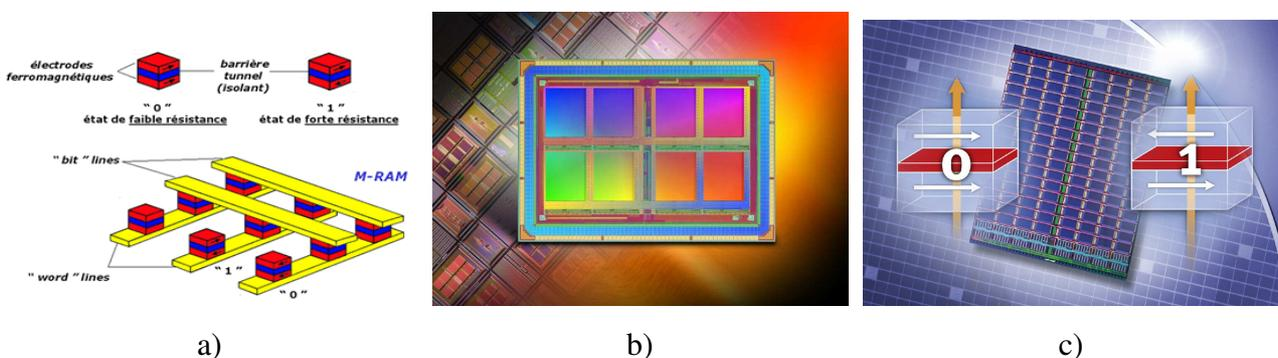 électrodes
ferromagnétiques
barrière
tunnel
(isolant)
“ 0 ”
état de faible résistance
“ 1 ”
état de forte résistance
“ bit ” lines
M-RAM
“ word ” lines
“ 1 ”
“ 0 ”
0
1
a)
b)
c)